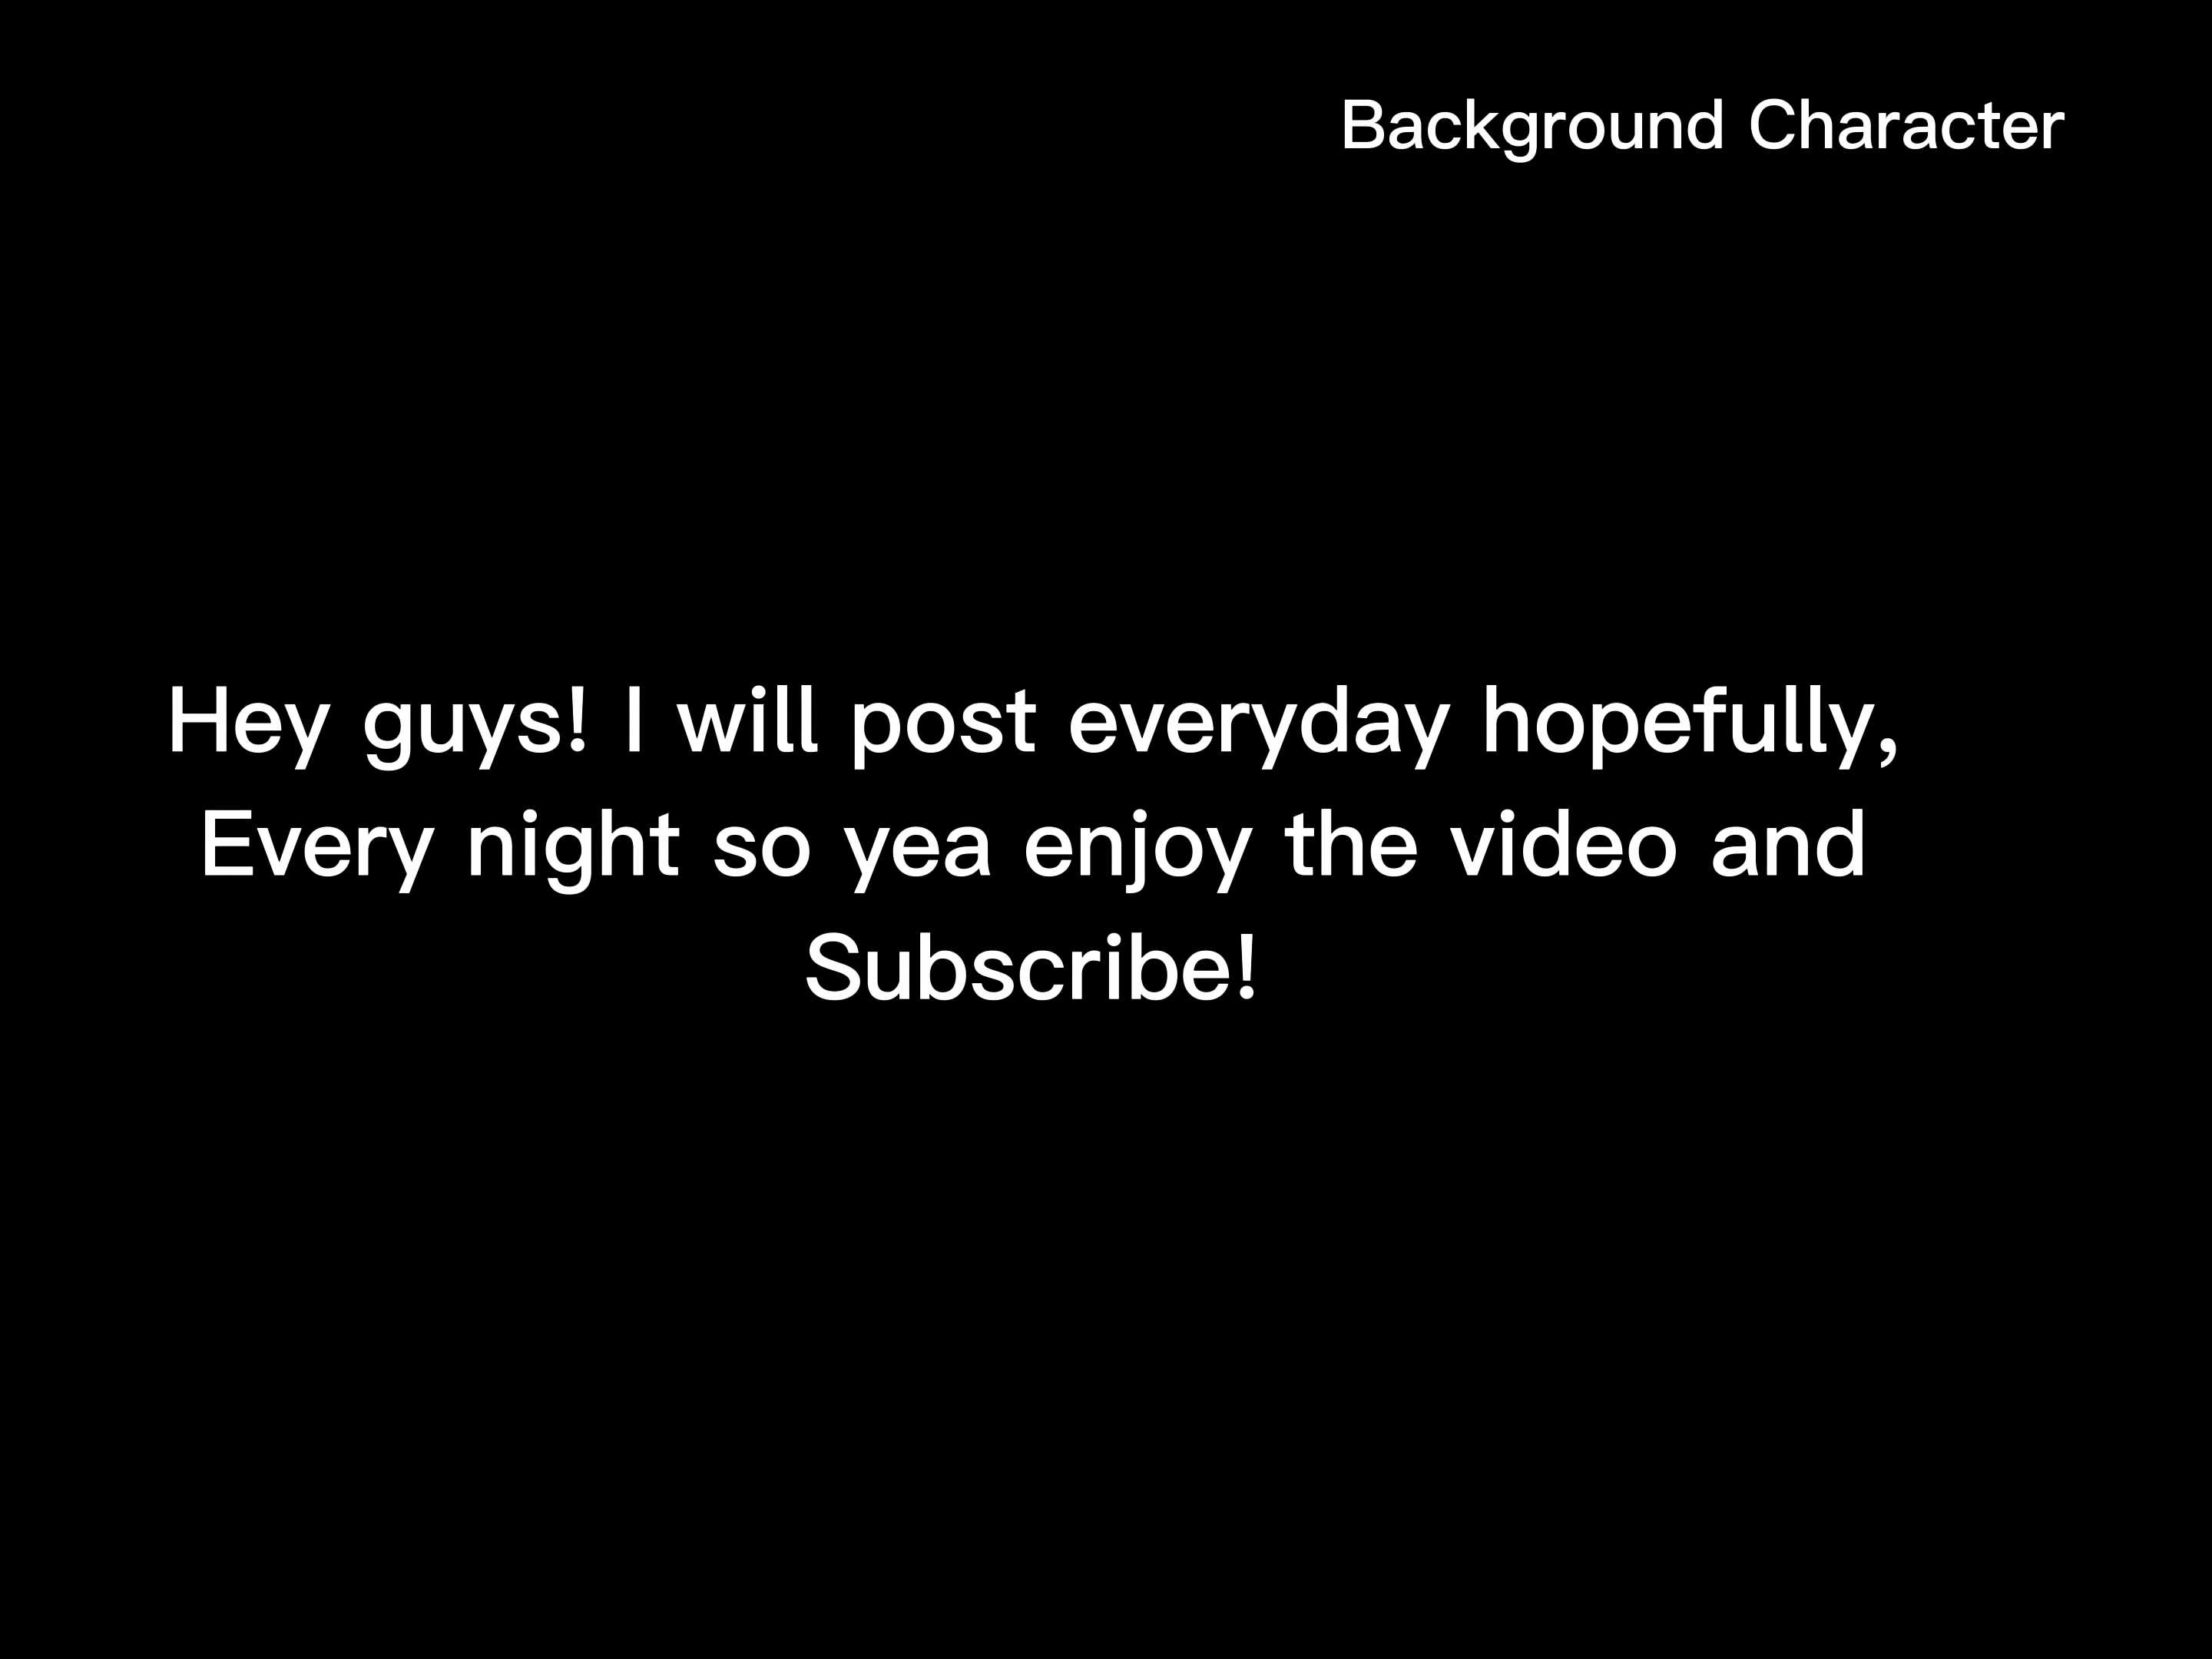 Background Character
Hey guys! I will post everyday hopefully,
Every night so yea enjoy the video and
Subscribe!